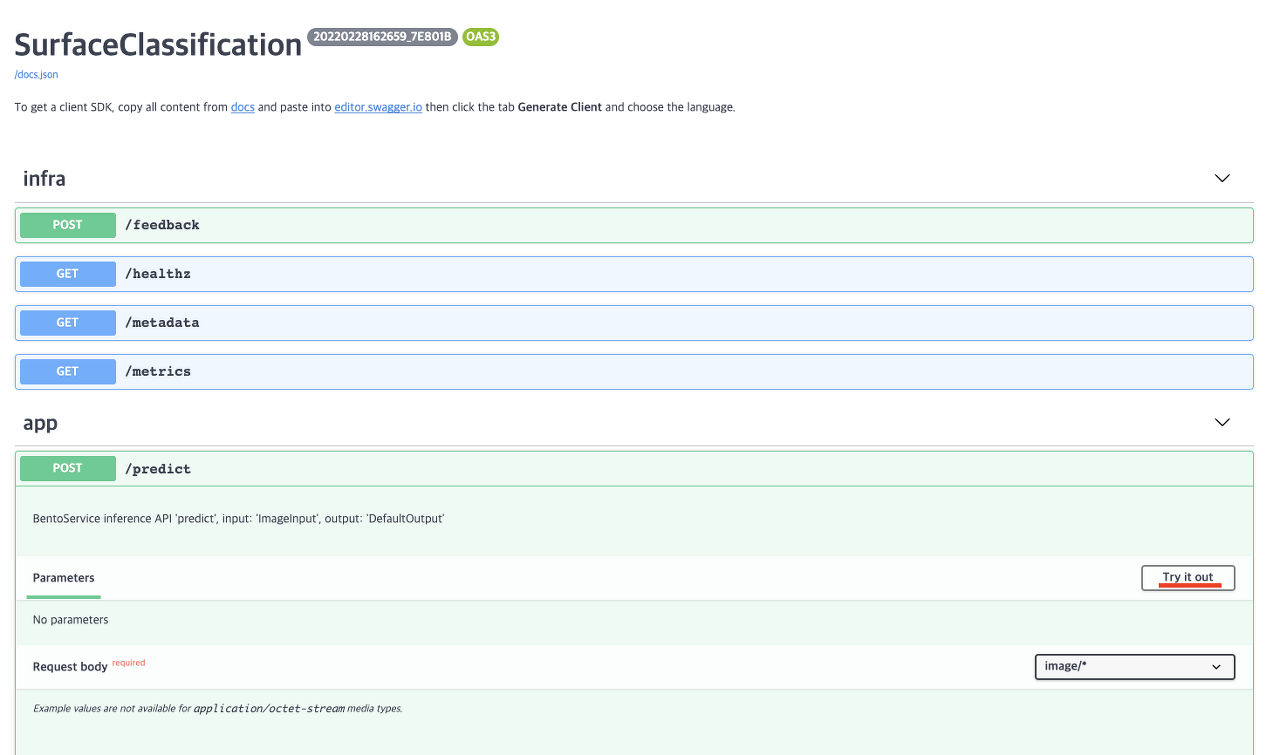 SurfaceClassification 20220228162659_7E801B OAS3
/docs.json
To get a client SDK, copy all content from docs and paste into editor.swagger.io then click the tab Generate Client and choose the language.
infra
POST /feedback
GET /healthz
GET /metadata
GET /metrics
app
POST /predict
BentoService inference API 'predict', input: 'ImageInput', output: 'DefaultOutput'
Parameters Try it out
No parameters
Request body required image/*
Example values are not available for application/octet-stream media types.